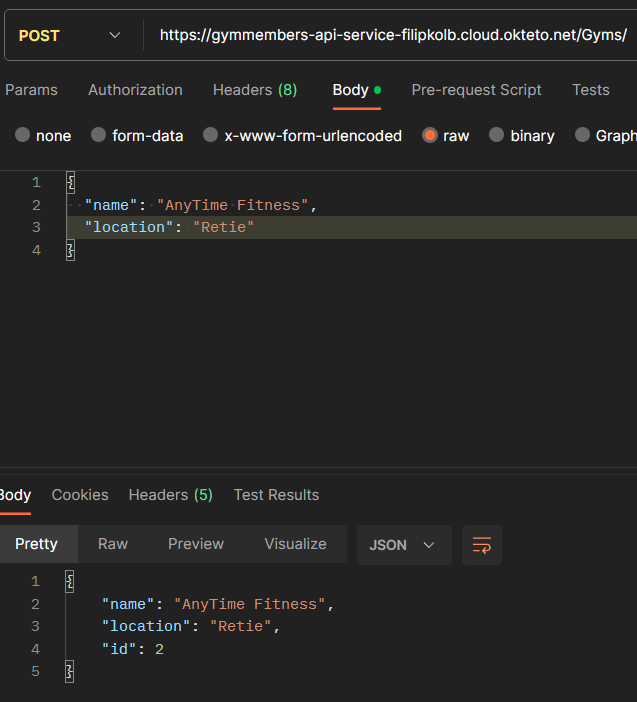 POST https://gymmembers-api-service-filipkolb.cloud.okteto.net/Gyms/
Params Authorization Headers (8) Body Pre-request Script Tests
none form-data x-www-form-urlencoded raw binary Graph
1 {
2 "name": "AnyTime Fitness",
3 "location": "Retie"
4 }
Body Cookies Headers (5) Test Results
Pretty Raw Preview Visualize JSON
1 {
2 "name": "AnyTime Fitness",
3 "location": "Retie",
4 "id": 2
5 }